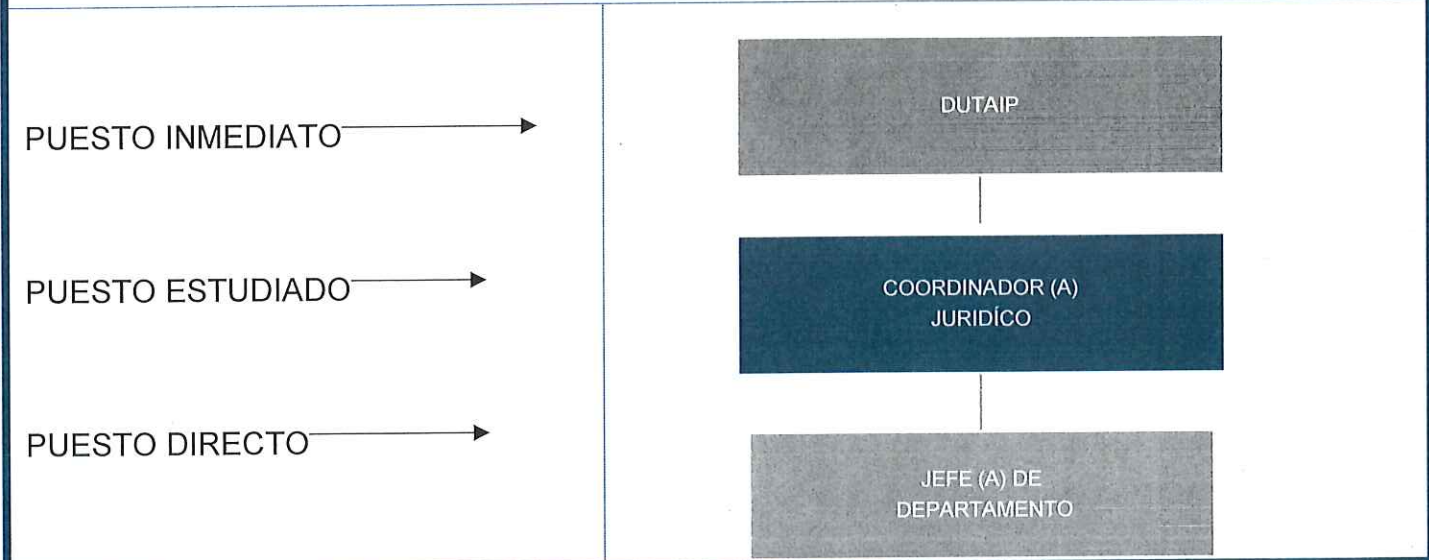 PUESTO INMEDIATO
DUTAIP
PUESTO ESTUDIADO
COORDINADOR (A)
JURIDÍCO
PUESTO DIRECTO
JEFE (A) DE
DEPARTAMENTO